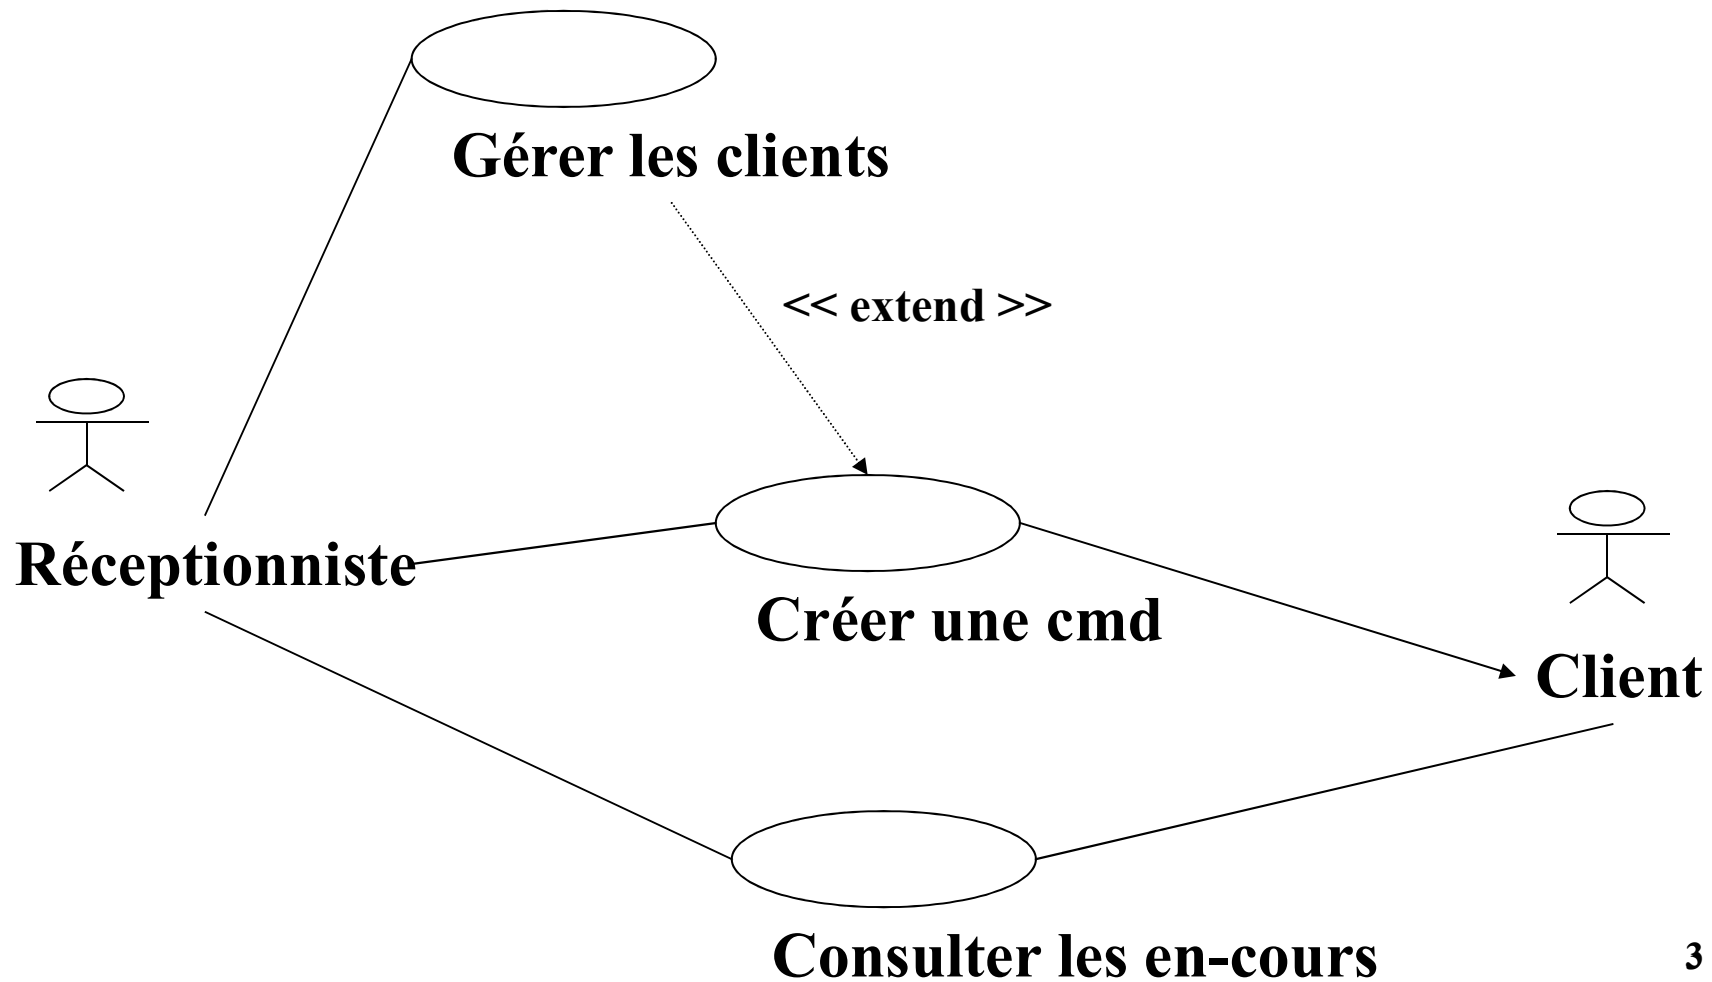 Gérer les clients
<< extend >>
Réceptionniste
Créer une cmd
Client
Consulter les en-cours
3